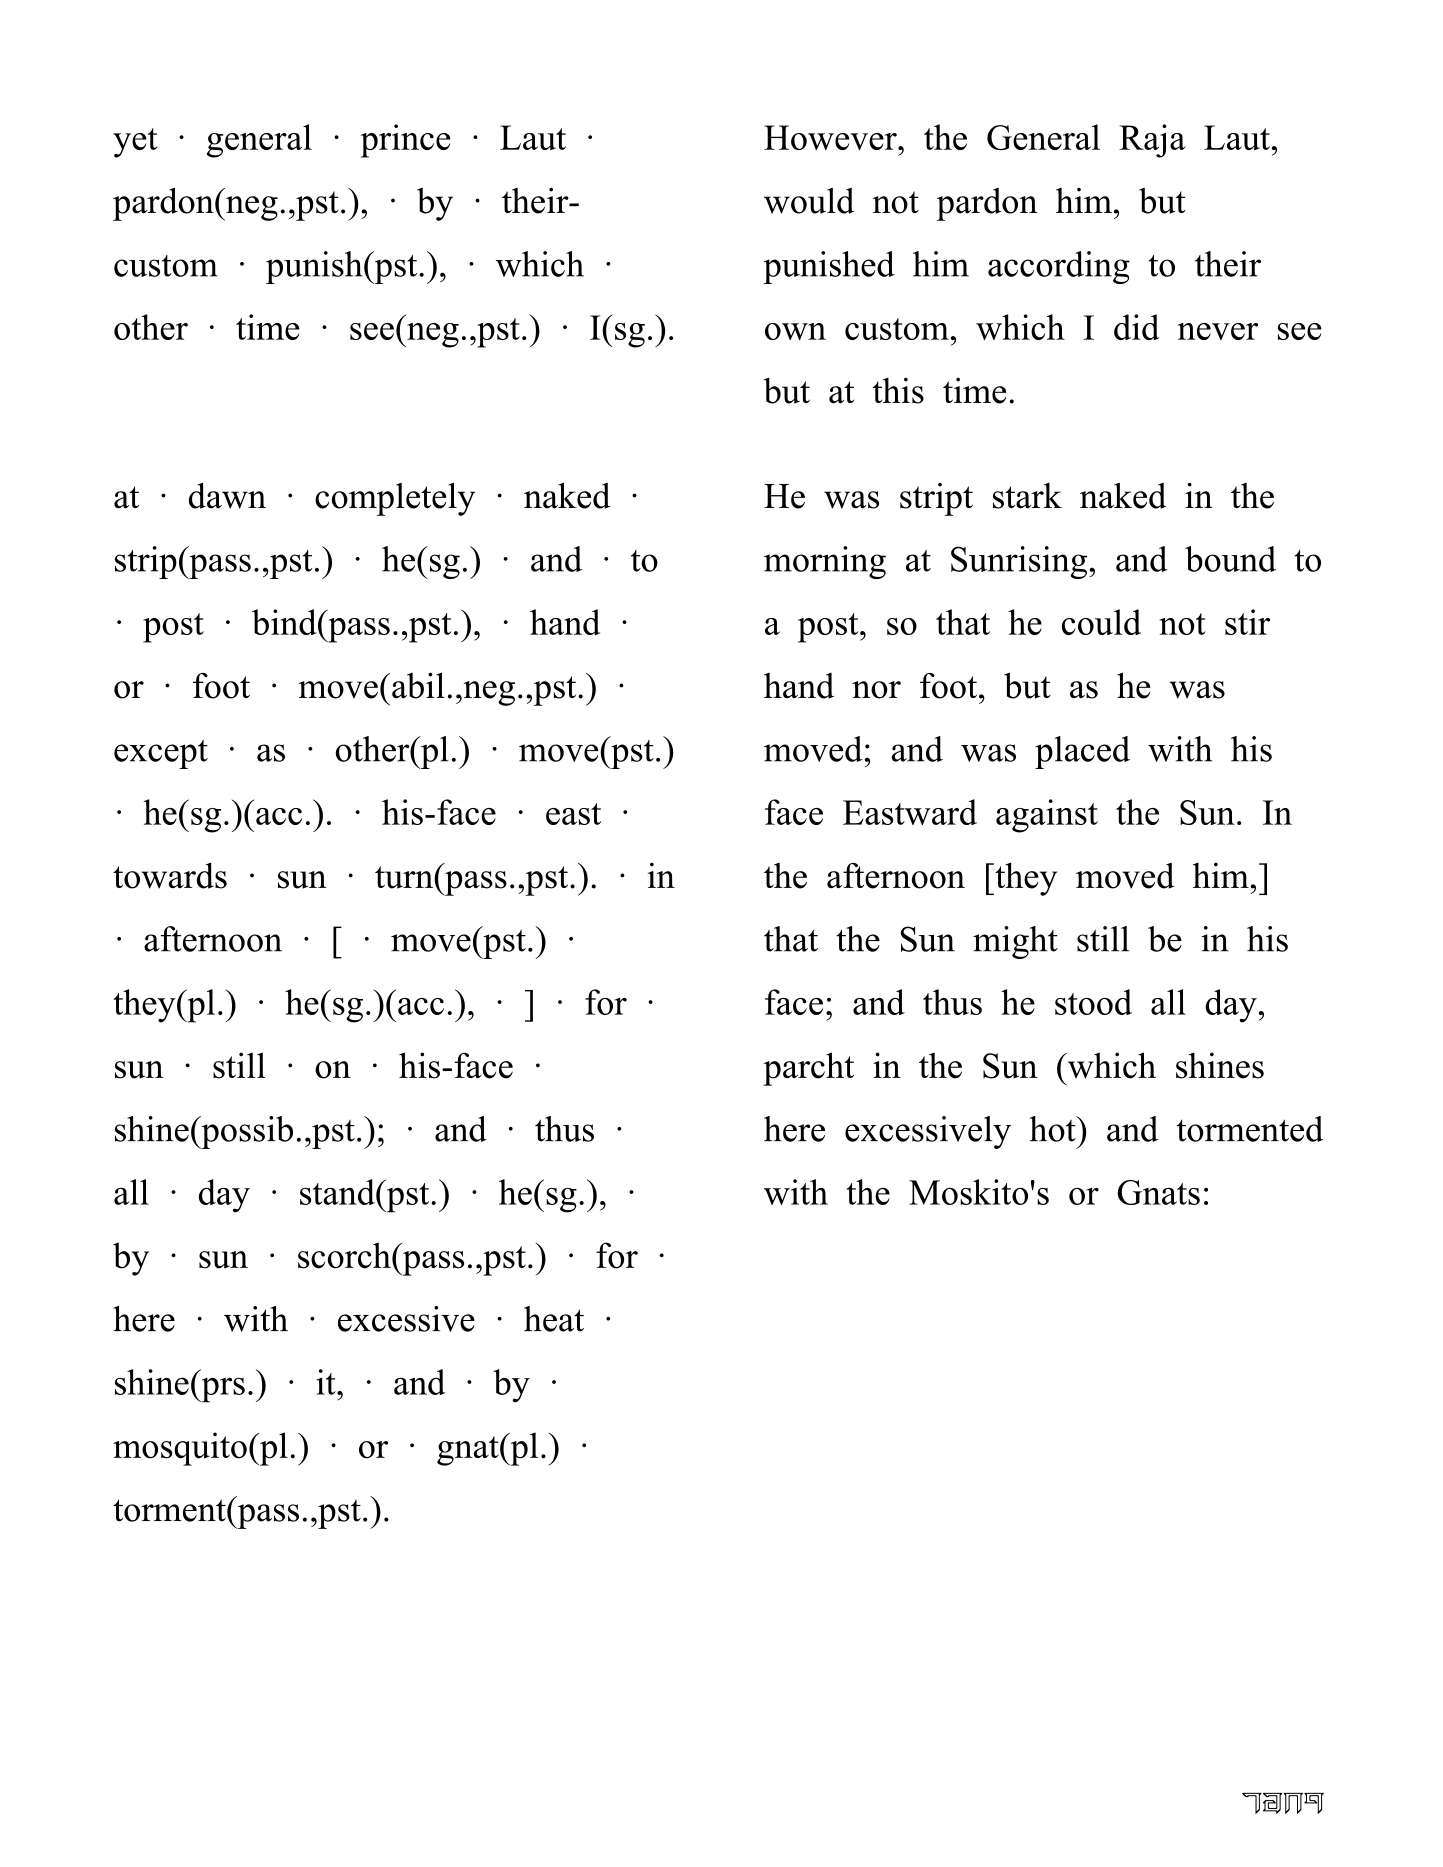 yet · general · prince · Laut ·
pardon(neg.,pst.), · by · their-
custom · punish(pst.), · which ·
other · time · see(neg.,pst.) · I(sg.).
However, the General Raja Laut,
would not pardon him, but
punished him according to their
own custom, which I did never see
but at this time.
at · dawn · completely · naked ·
strip(pass.,pst.) · he(sg.) · and · to
· post · bind(pass.,pst.), · hand ·
or · foot · move(abil.,neg.,pst.) ·
except · as · other(pl.) · move(pst.)
· he(sg.)(acc.). · his-face · east ·
towards · sun · turn(pass.,pst.). · in
· afternoon · [ · move(pst.) ·
they(pl.) · he(sg.)(acc.), · ] · for ·
sun · still · on · his-face ·
shine(possib.,pst.); · and · thus ·
all · day · stand(pst.) · he(sg.), ·
by · sun · scorch(pass.,pst.) · for ·
here · with · excessive · heat ·
shine(prs.) · it, · and · by ·
mosquito(pl.) · or · gnat(pl.) ·
torment(pass.,pst.).
He was stript stark naked in the
morning at Sunrising, and bound to
a post, so that he could not stir
hand nor foot, but as he was
moved; and was placed with his
face Eastward against the Sun. In
the afternoon [they moved him,]
that the Sun might still be in his
face; and thus he stood all day,
parcht in the Sun (which shines
here excessively hot) and tormented
with the Moskito's or Gnats: